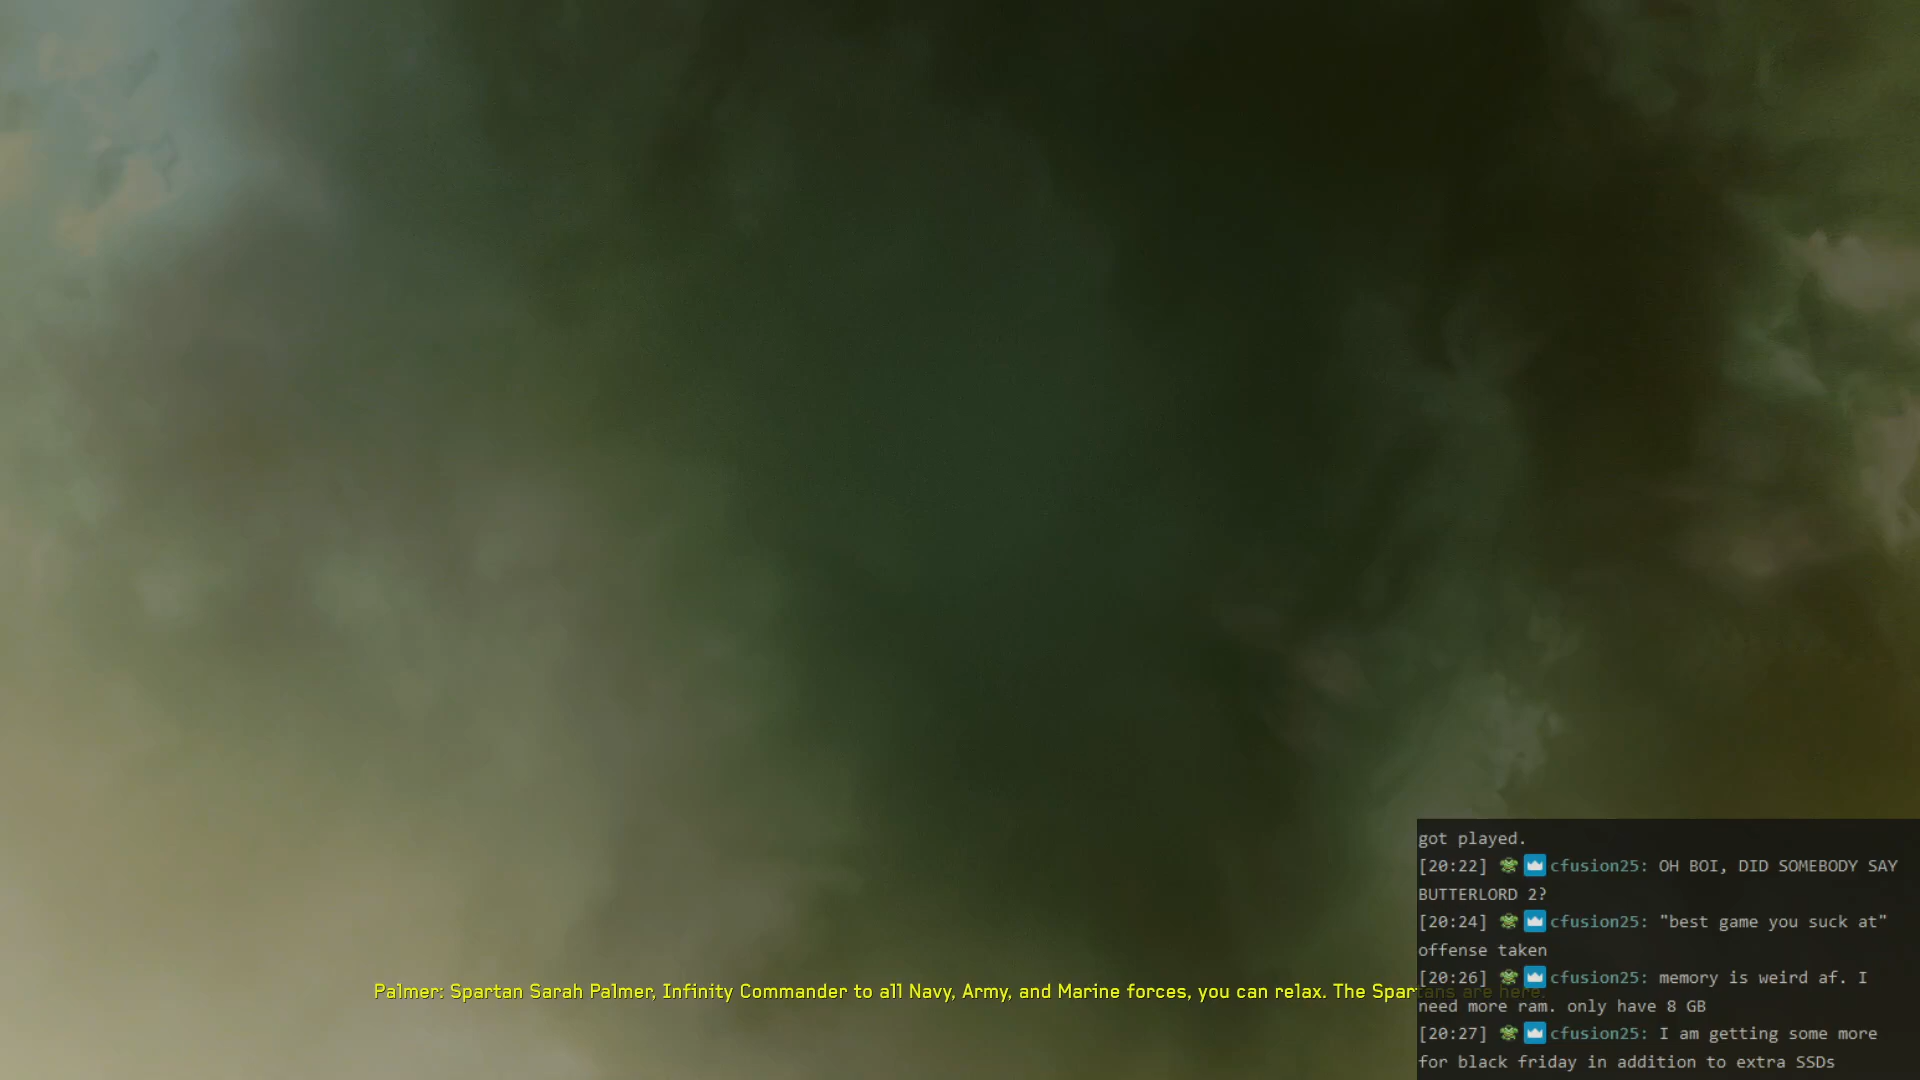 Palmer: Spartan Sarah Palmer, Infinity Commander to all Navy, Army, and Marine forces, you can relax. The Spartans are here.
got played.
[20:22] cfusion25: OH BOI, DID SOMEBODY SAY
BUTTERLORD 2?
[20:24] cfusion25: "best game you suck at"
offense taken
[20:26] cfusion25: memory is weird af. I
need more ram. only have 8 GB
[20:27] cfusion25: I am getting some more
for black friday in addition to extra SSDs